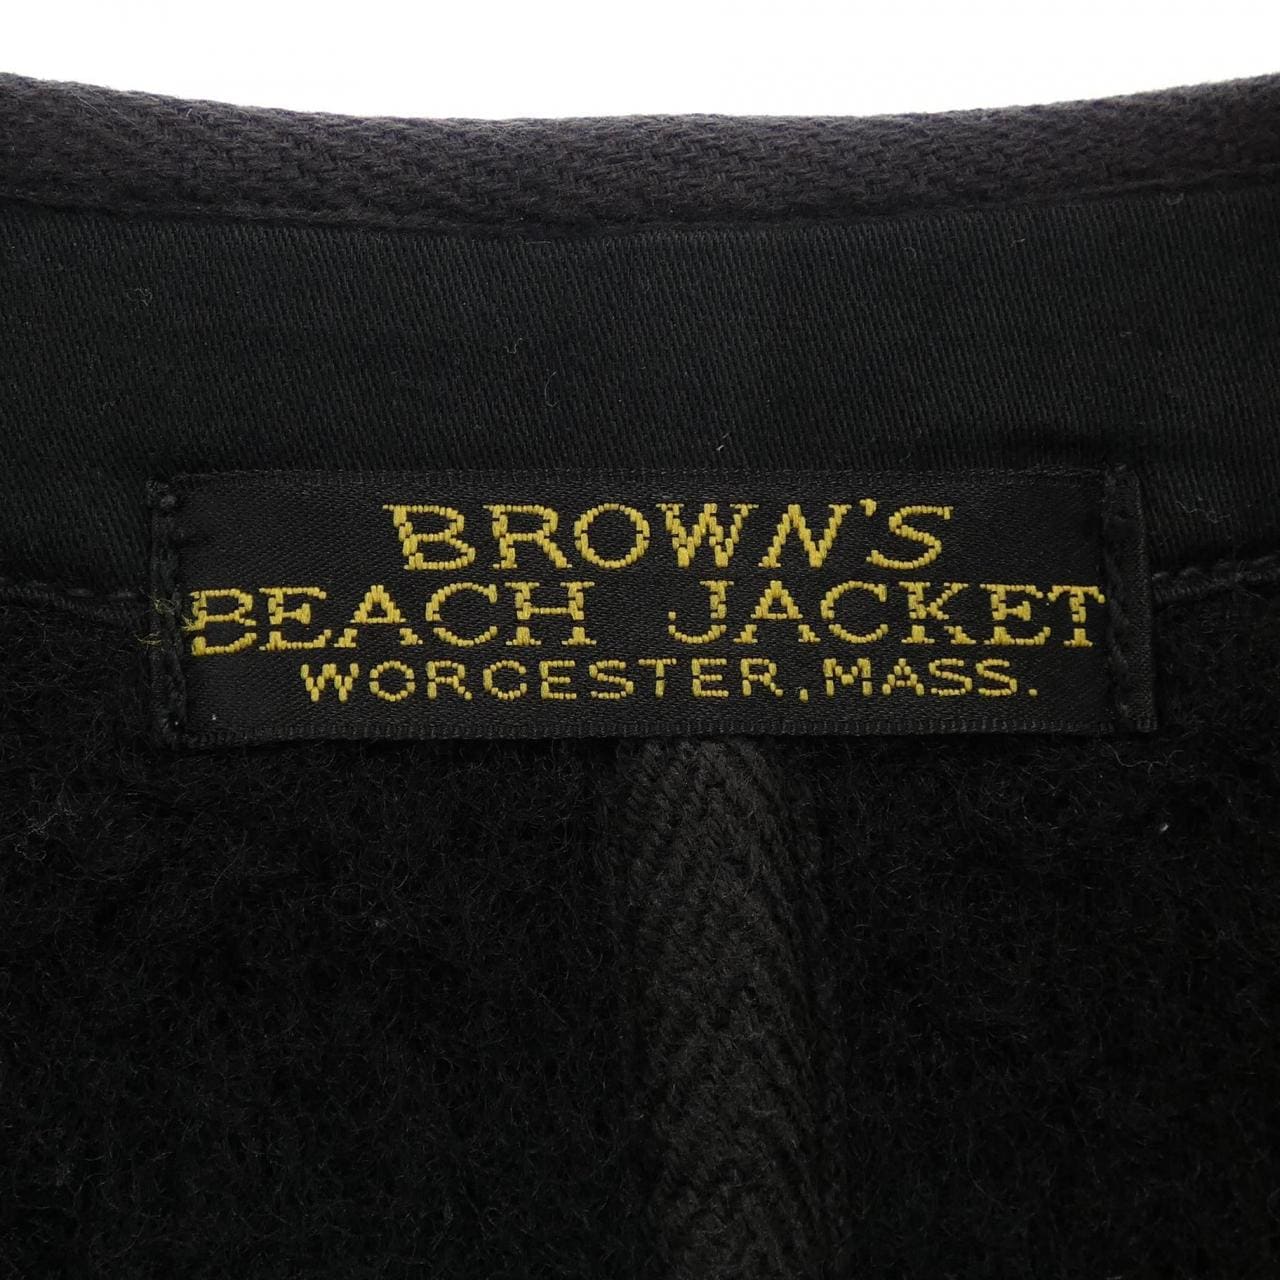 BROWN'S
BEACH JACKET
WORCESTER, MASS.